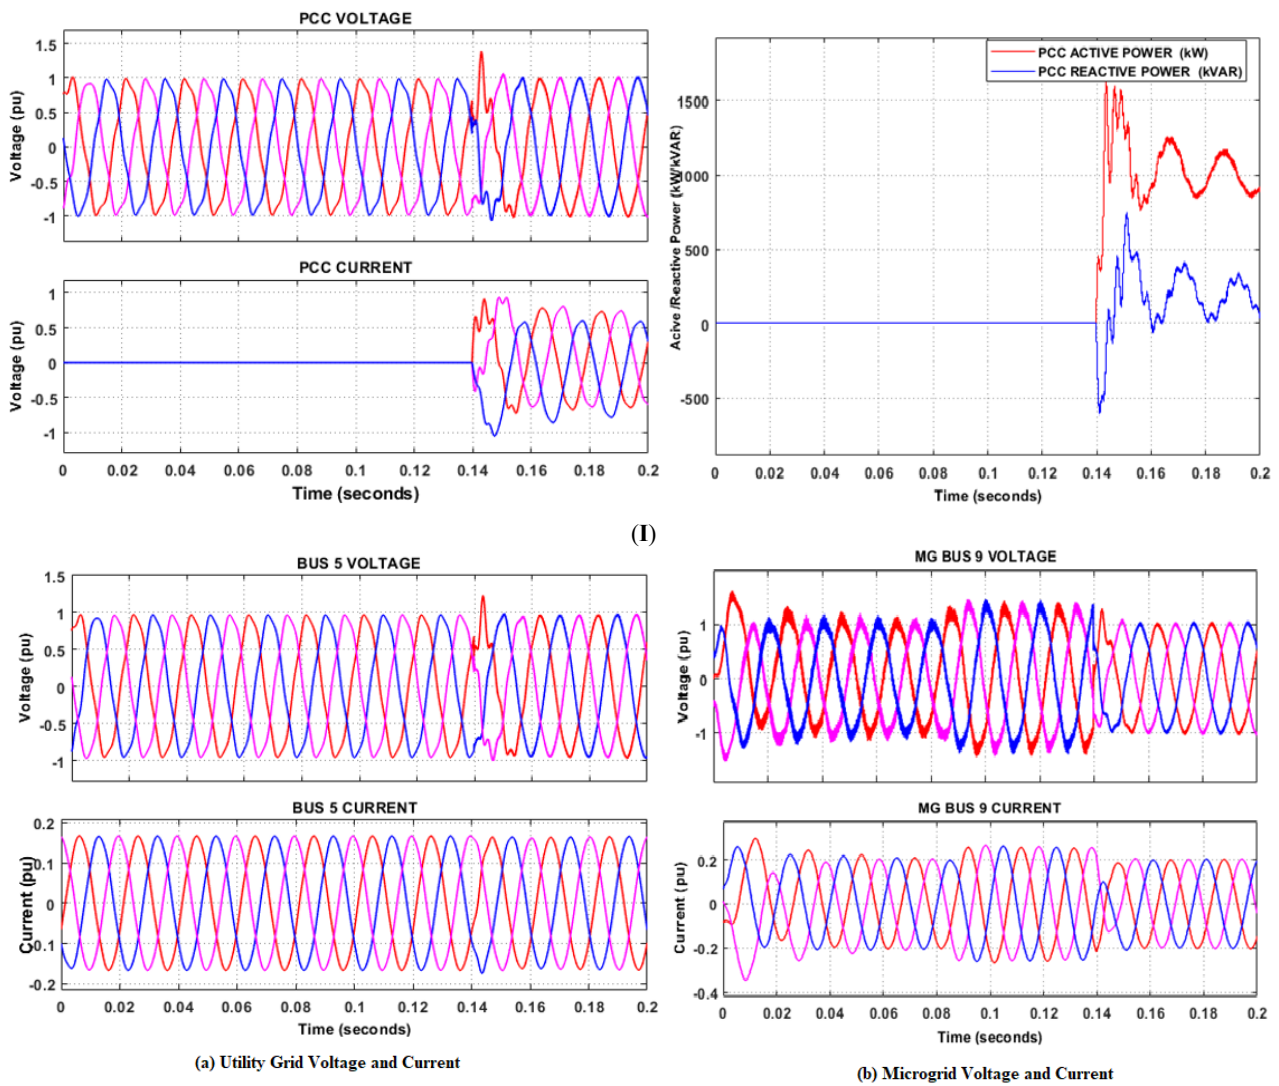 PCC VOLTAGE
Voltage (pu)
1.5
1
0.5
0
-0.5
-1
PCC CURRENT
Voltage (pu)
1
0.5
0
-0.5
-1
0 0.02 0.04 0.06 0.08 0.1 0.12 0.14 0.16 0.18 0.2
Time (seconds)
PCC ACTIVE POWER (kW)
PCC REACTIVE POWER (kVAR)
Acive /Reactive Power (kW/kVAR)
1500
1000
500
0
-500
0 0.02 0.04 0.06 0.08 0.1 0.12 0.14 0.16 0.18 0.2
Time (seconds)
(I)
BUS 5 VOLTAGE
Voltage (pu)
1.5
1
0.5
0
-0.5
-1
BUS 5 CURRENT
Current (pu)
0.2
0.1
0
-0.1
-0.2
0 0.02 0.04 0.06 0.08 0.1 0.12 0.14 0.16 0.18 0.2
Time (seconds)
(a) Utility Grid Voltage and Current
MG BUS 9 VOLTAGE
Voltage (pu)
1
0
-1
MG BUS 9 CURRENT
Current (pu)
0.2
0
-0.2
-0.4
0 0.02 0.04 0.06 0.08 0.1 0.12 0.14 0.16 0.18 0.2
Time (seconds)
(b) Microgrid Voltage and Current